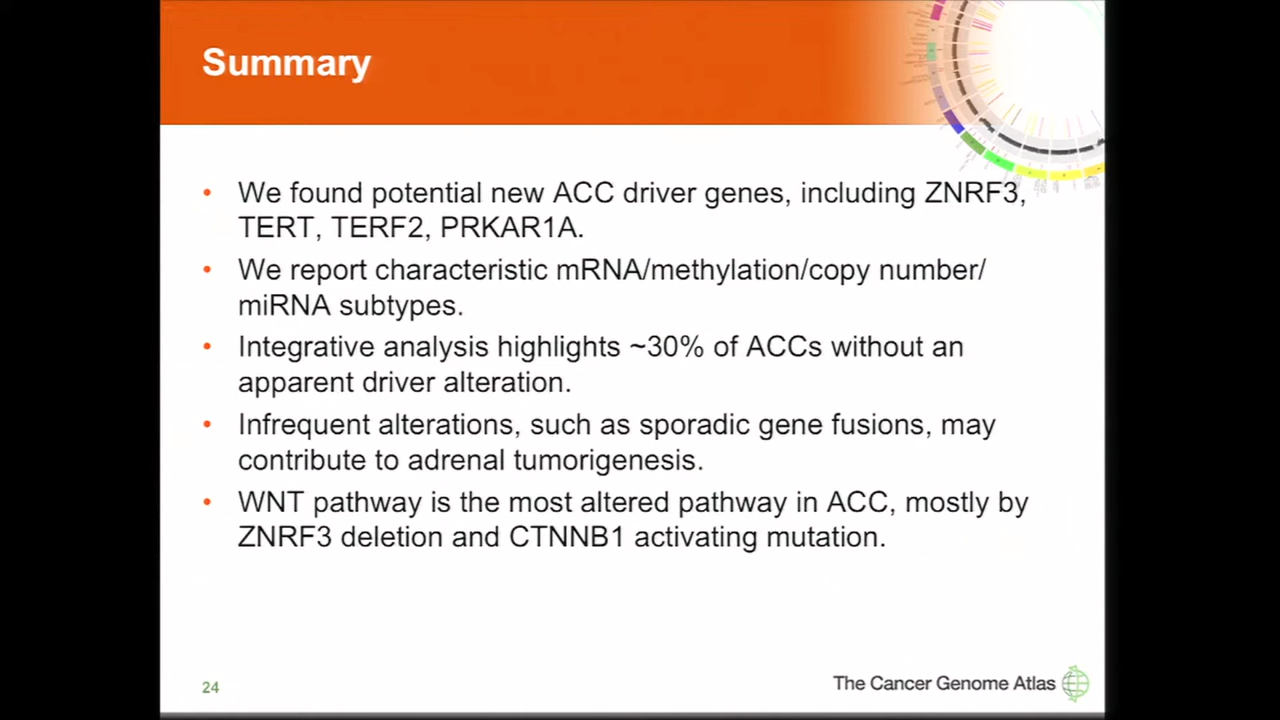 Summary
• We found potential new ACC driver genes, including ZNRF3,
TERT, TERF2, PRKAR1A.
• We report characteristic mRNA/methylation/copy number/
miRNA subtypes.
• Integrative analysis highlights ~30% of ACCs without an
apparent driver alteration.
• Infrequent alterations, such as sporadic gene fusions, may
contribute to adrenal tumorigenesis.
• WNT pathway is the most altered pathway in ACC, mostly by
ZNRF3 deletion and CTNNB1 activating mutation.
24
The Cancer Genome Atlas